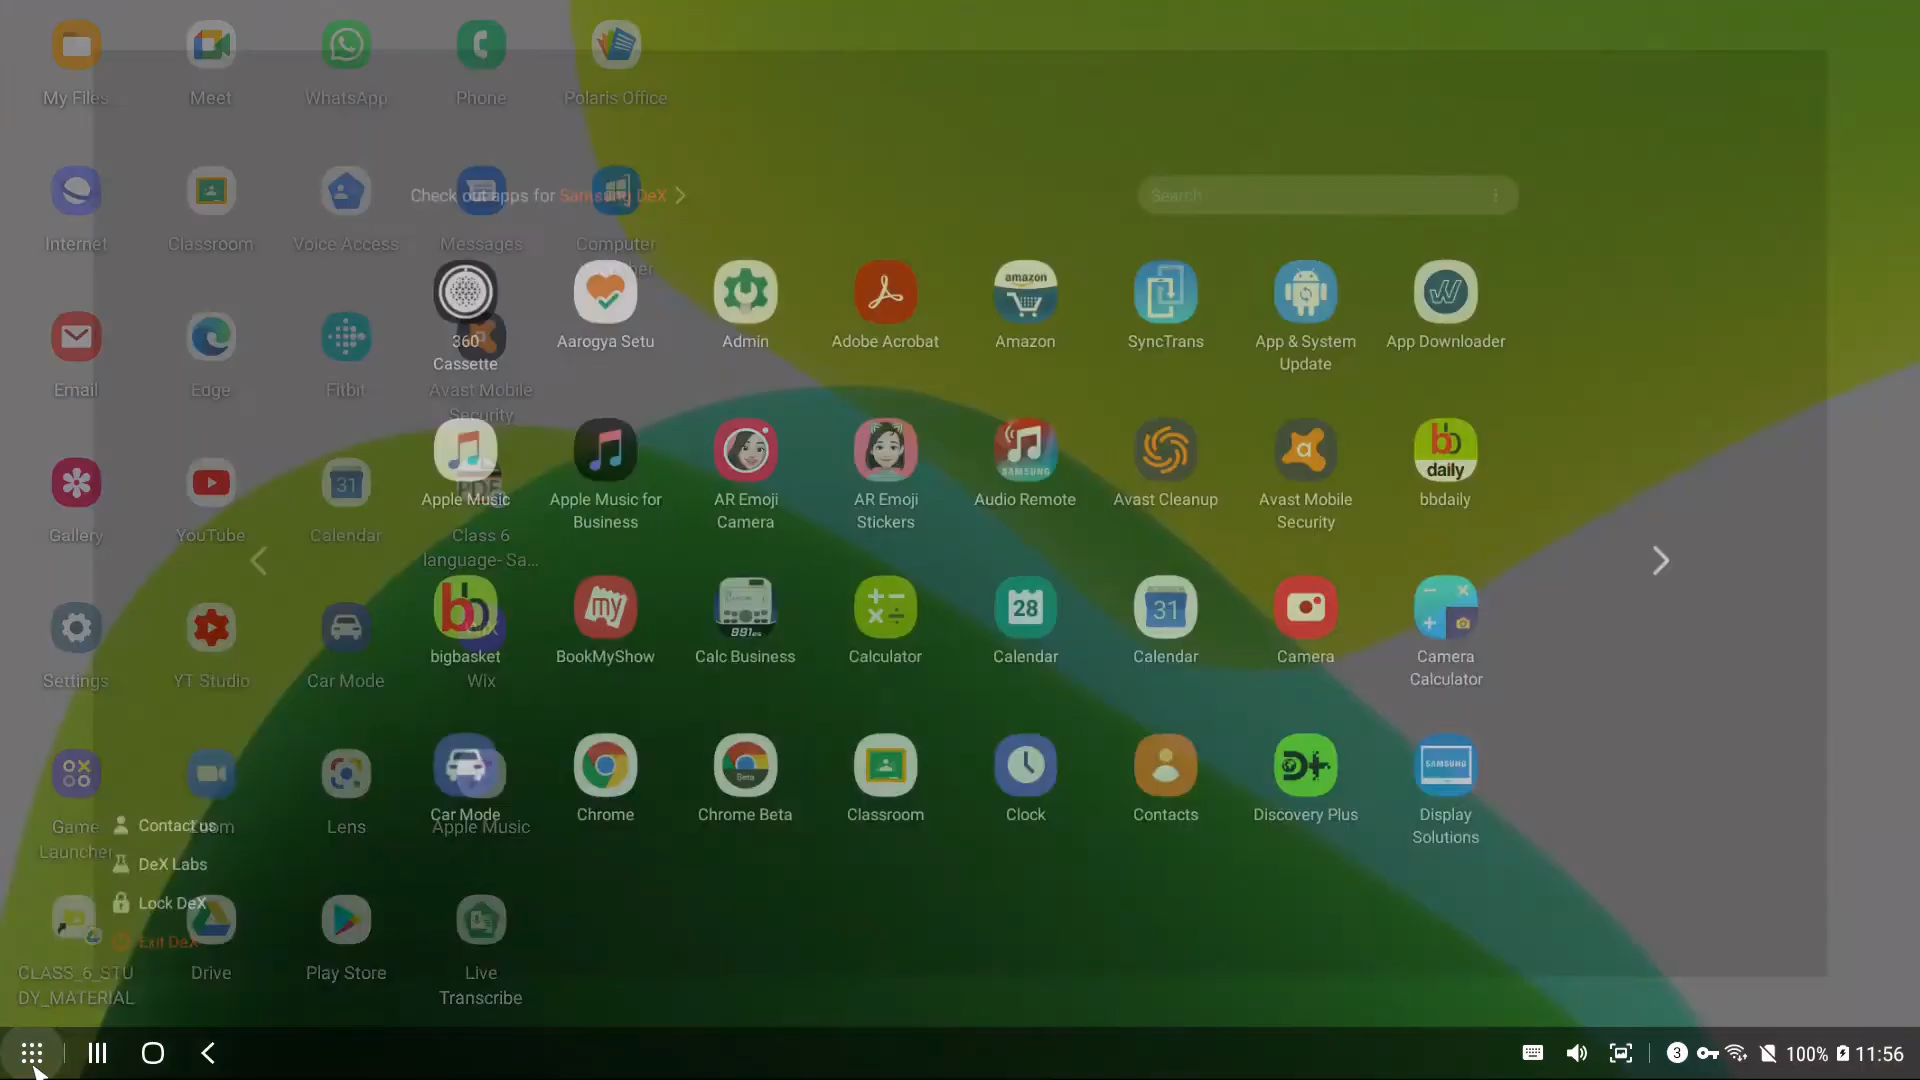 My Files
Meet
WhatsApp
Phone
Polaris Office
Internet
Classroom
Voice Access
Messages
Computer
Email
Edge
Fitbit
Avast Mobile
Security
Gallery
YouTube
31
Calendar
PDF
Class 6
language- Sa...
Settings
YT Studio
Car Mode
Wix
Game
Launcher
Lens
Apple Music
CLASS_6_STU
DY_MATERIAL
Drive
Play Store
Live
Transcribe
Check out apps for Samsung DeX
Search
360
Cassette
Aarogya Setu
Admin
Adobe Acrobat
amazon
Amazon
SyncTrans
App & System
Update
App Downloader
Apple Music
Apple Music for
Business
AR Emoji
Camera
AR Emoji
Stickers
SAMSUNG
Audio Remote
Avast Cleanup
Avast Mobile
Security
bb
daily
bbdaily
bb
bigbasket
my
BookMyShow
991es
Calc Business
Calculator
28
Calendar
31
Calendar
Camera
Camera
Calculator
Car Mode
Chrome
Beta
Chrome Beta
Classroom
Clock
Contacts
D+
Discovery Plus
SAMSUNG
Display
Solutions
Contact us
DeX Labs
Lock DeX
Exit DeX
3
100%
11:56